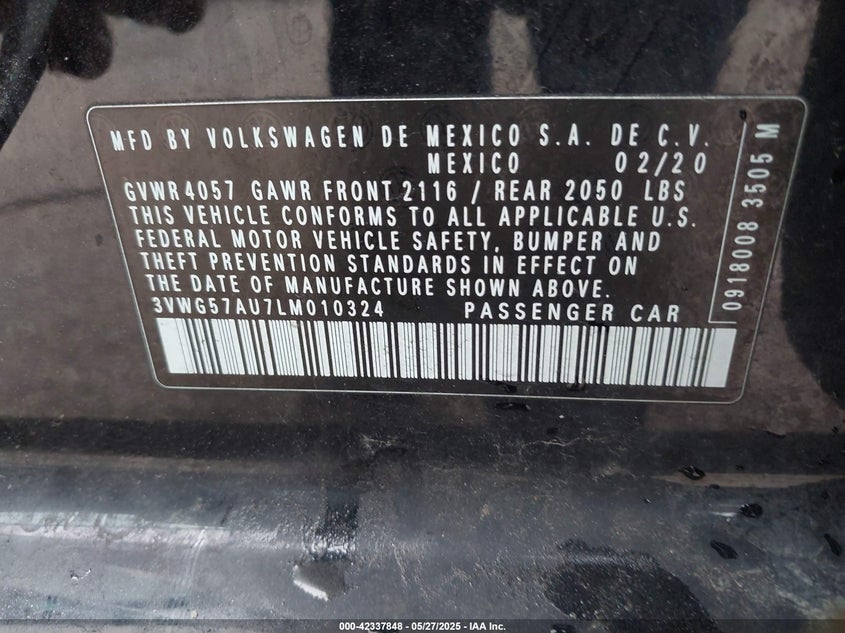 MFD BY VOLKSWAGEN DE MEXICO S.A. DE C.V.
MEXICO 02/20
GVWR 4057 GAWR FRONT 2116 / REAR 2050 LBS
THIS VEHICLE CONFORMS TO ALL APPLICABLE U.S.
FEDERAL MOTOR VEHICLE SAFETY, BUMPER AND
THEFT PREVENTION STANDARDS IN EFFECT ON
THE DATE OF MANUFACTURE SHOWN ABOVE.
3VWG57AU7LM010324 PASSENGER CAR
0918008 3505 M
000-42337848 - 05/27/2025 - IAA Inc.